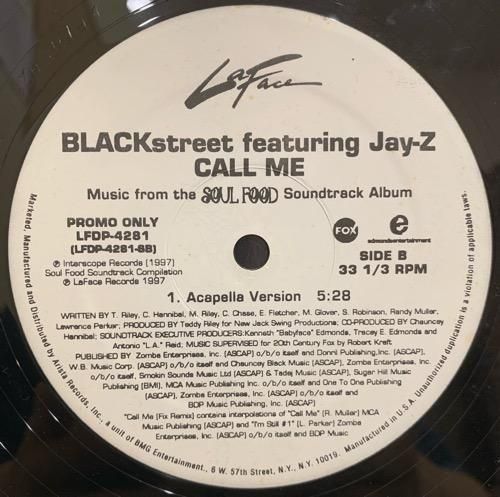 LaFace
BLACKstreet featuring Jay-Z
CALL ME
Music from the SOUL FOOD Soundtrack Album
PROMO ONLY
LFDP-4281
(LFDP-4281-SB)
℗ Interscope Records (1997)
Soul Food Soundtrack Compilation
℗ LaFace Records 1997
FOX
e
edmondsentertainment
SIDE B
33 1/3 RPM
1. Acapella Version 5:28
WRITTEN BY T. Riley, C. Hannibal, M. Riley, C. Chase, E. Fletcher, M. Glover, S. Robinson, Randy Muller,
Lawrence Parker; PRODUCED BY Teddy Riley for New Jack Swing Productions; CO-PRODUCED BY Chauncey
Hannibal; SOUNDTRACK EXECUTIVE PRODUCERS:Kenneth "Babyface" Edmonds, Tracey E. Edmonds and
Antonio "L.A." Reid; MUSIC SUPERVISED for 20th Century Fox by Robert Kraft
PUBLISHED BY Zomba Enterprises, Inc. (ASCAP) o/b/o itself and Donni Publishing,Inc. (ASCAP),
W.B. Music Corp. (ASCAP) o/b/o itself and Chauncey Black Music (ASCAP), Zomba Enterprises, Inc.
o/b/o itself, Smokin Sounds Music Ltd (ASCAP) & Tadej Music (ASCAP), Sugar Hill Music
Publishing (BMI), MCA Music Publishing Inc. o/b/o itself and One To One Publishing
(ASCAP), Zomba Enterprises, Inc. (ASCAP) o/b/o itself and
BDP Music Publishing, Inc. (ASCAP)
"Call Me (Fix Remix) contains interpolations of "Call Me" (R. Muller) MCA
Music Publishing (ASCAP) and "I'm Still #1" (L. Parker) Zomba
Enterprises, Inc. (ASCAP) o/b/o itself and BDP Music
Marketed, Manufactured and Distributed by Arista Records, Inc., a unit of BMG Entertainment., 6 W. 57th Street, N.Y., N.Y. 10019. Manufactured in U.S.A. Unauthorized duplication is a violation of applicable laws.